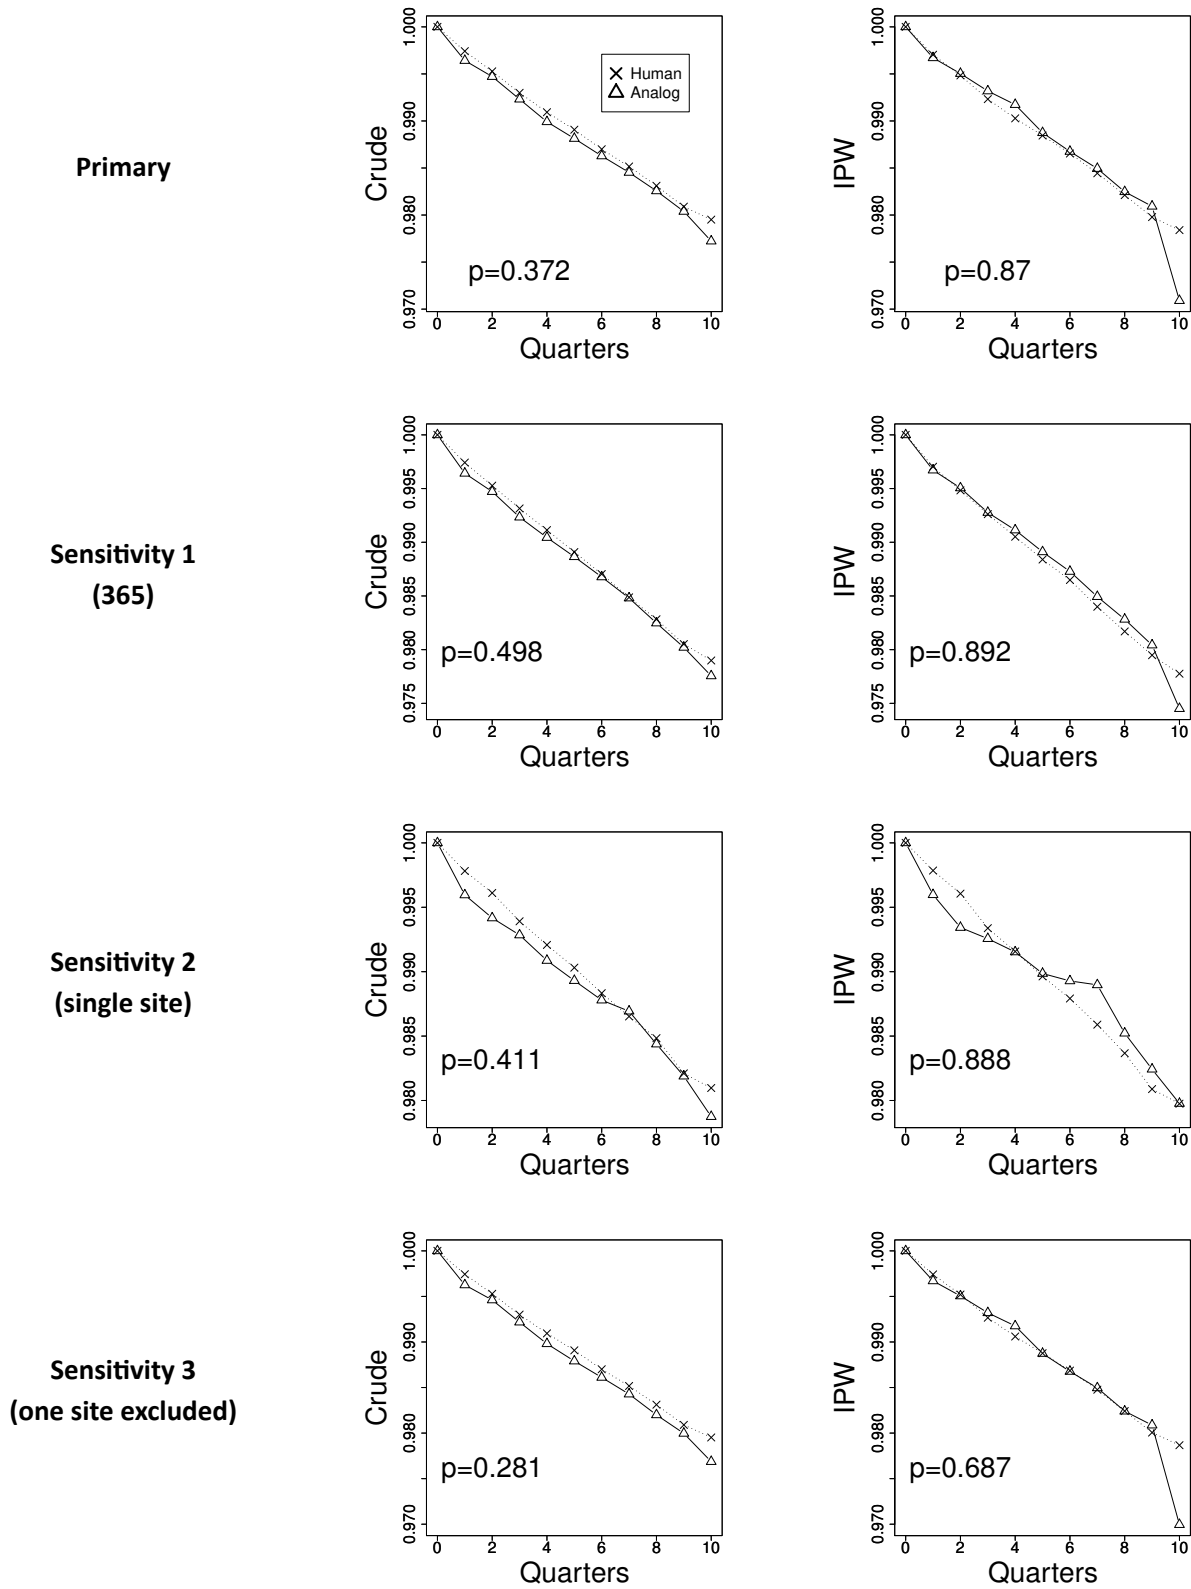 Primary
Crude
1.000
0.990
0.980
0.970
Human
Analog
p=0.372
0 2 4 6 8 10
Quarters
IPW
1.000
0.990
0.980
0.970
p=0.87
0 2 4 6 8 10
Quarters
Sensitivity 1
(365)
Crude
1.000
0.995
0.990
0.985
0.980
0.975
p=0.498
0 2 4 6 8 10
Quarters
IPW
1.000
0.995
0.990
0.985
0.980
0.975
p=0.892
0 2 4 6 8 10
Quarters
Sensitivity 2
(single site)
Crude
1.000
0.995
0.990
0.985
0.980
p=0.411
0 2 4 6 8 10
Quarters
IPW
1.000
0.995
0.990
0.985
0.980
p=0.888
0 2 4 6 8 10
Quarters
Sensitivity 3
(one site excluded)
Crude
1.000
0.990
0.980
0.970
p=0.281
0 2 4 6 8 10
Quarters
IPW
1.000
0.990
0.980
0.970
p=0.687
0 2 4 6 8 10
Quarters